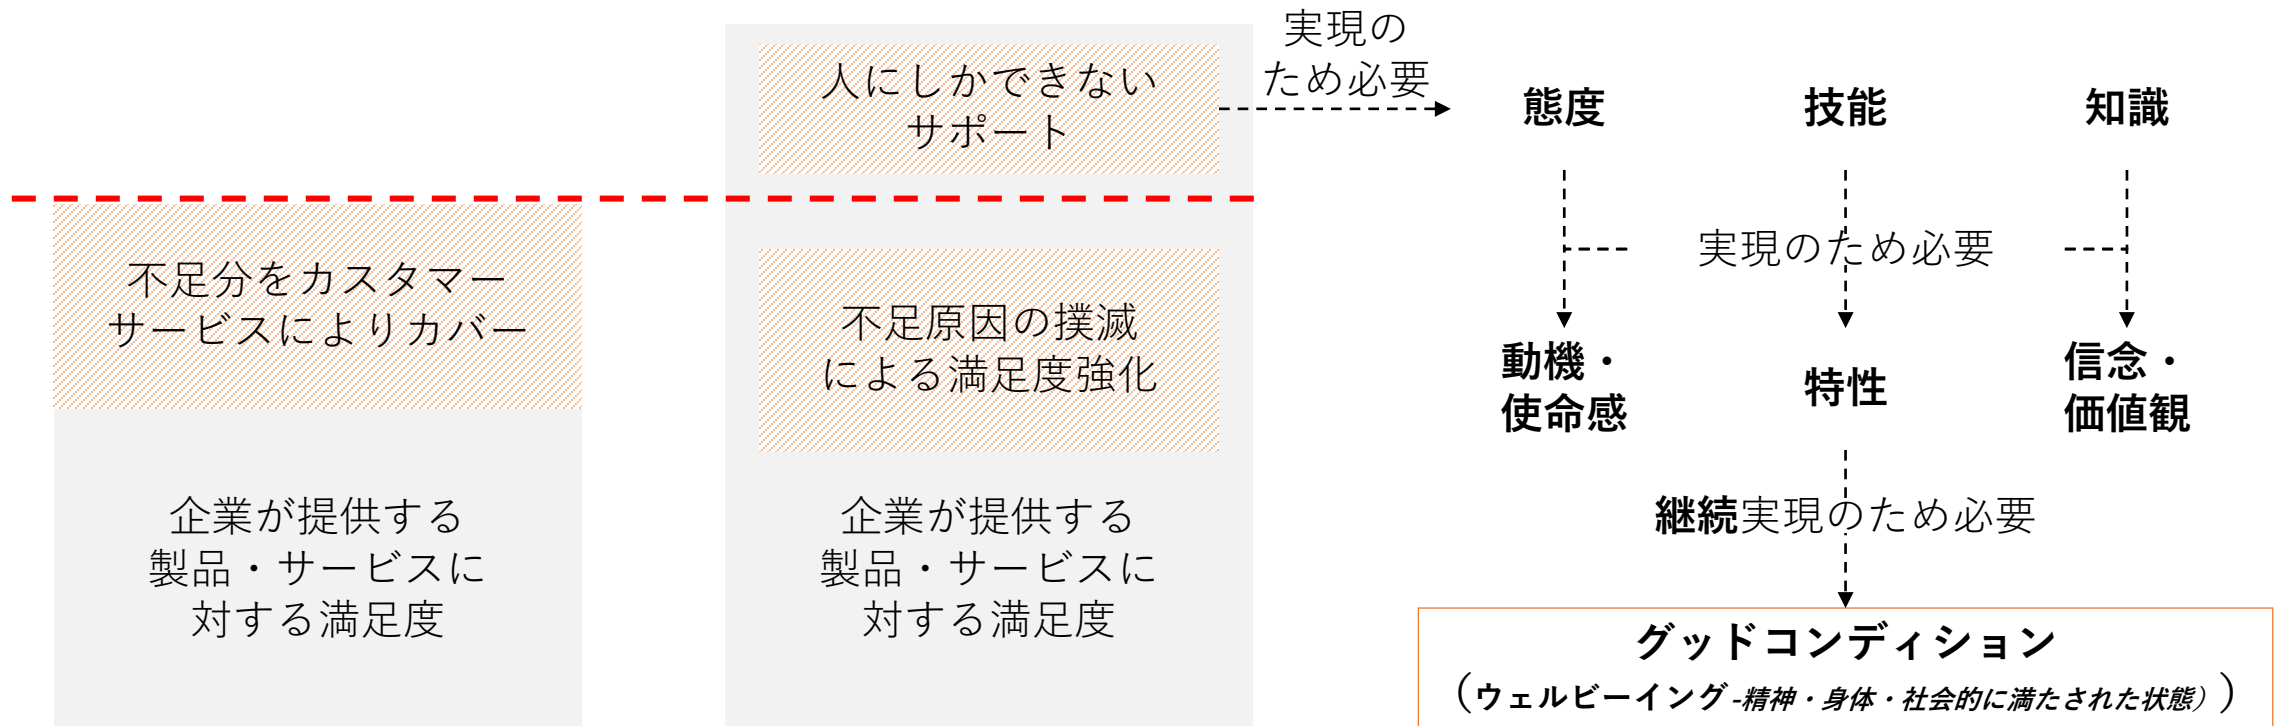 不足分をカスタマー
サービスによりカバー
企業が提供する
製品・サービスに
対する満足度
人にしかできない
サポート
不足原因の撲滅
による満足度強化
企業が提供する
製品・サービスに
対する満足度
実現の
ため必要
態度
技能
知識
実現のため必要
動機・
使命感
特性
信念・
価値観
継続実現のため必要
グッドコンディション
（ウェルビーイング-精神・身体・社会的に満たされた状態））